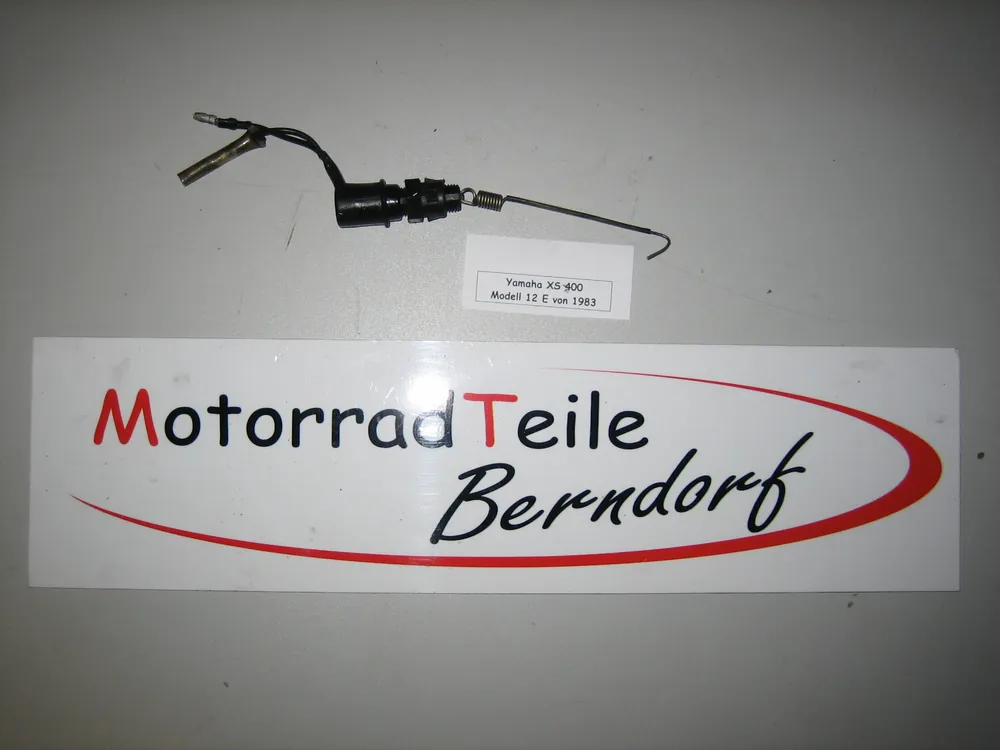 Yamaha XS 400
Modell 12 E von 1983
MotorradTeile
Berndorf